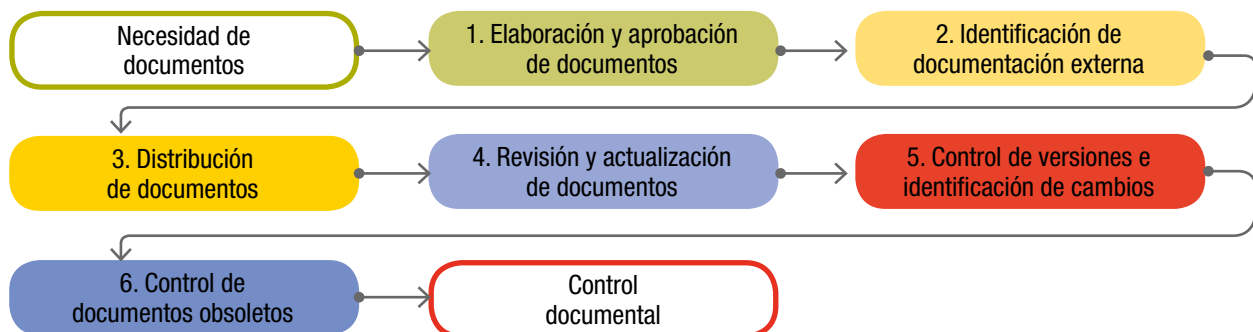 Necesidad de
documentos
1. Elaboración y aprobación
de documentos
2. Identificación de
documentación externa
3. Distribución
de documentos
4. Revisión y actualización
de documentos
5. Control de versiones e
identificación de cambios
6. Control de
documentos obsoletos
Control
documental